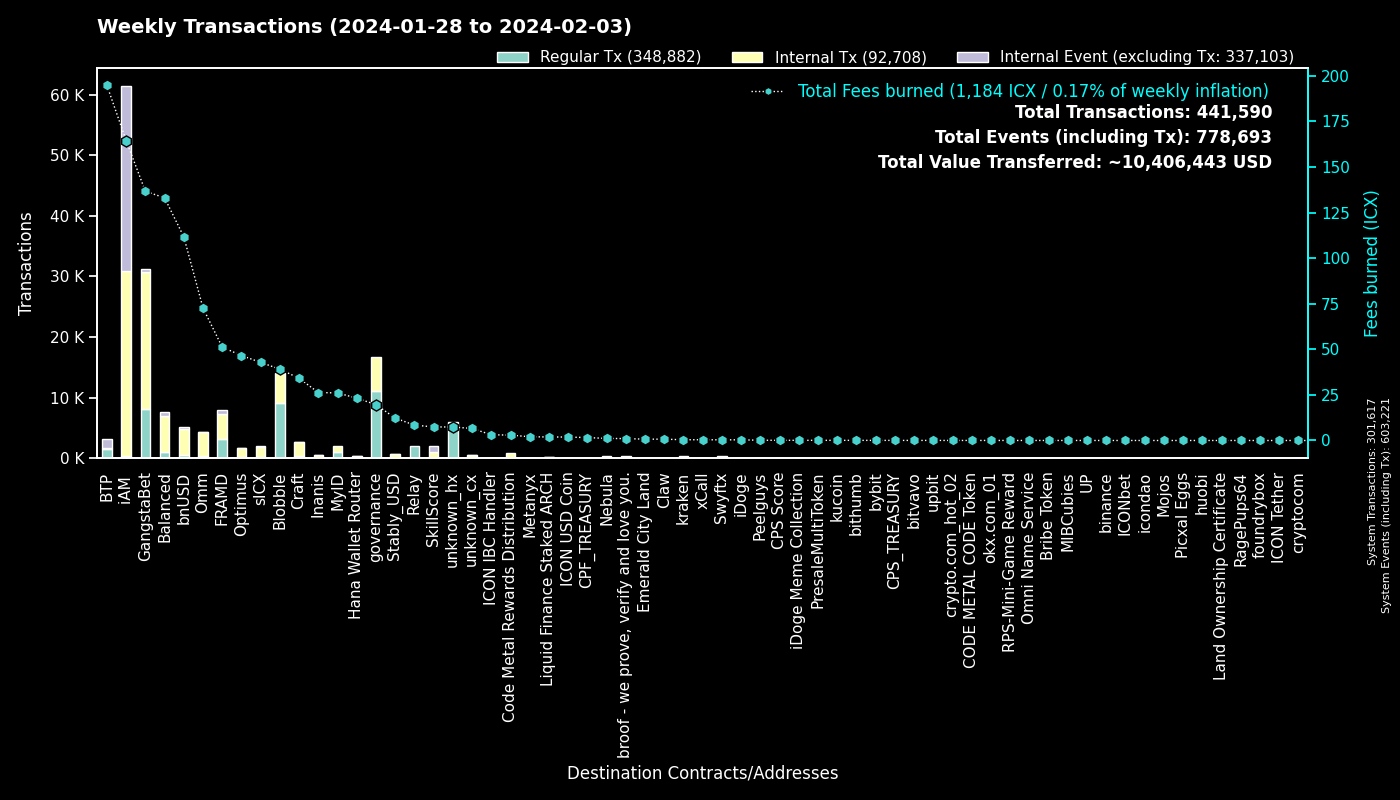 Weekly Transactions (2024-01-28 to 2024-02-03)
Regular Tx (348,882)
Internal Tx (92,708)
Internal Event (excluding Tx: 337,103)
Total Fees burned (1,184 ICX / 0.17% of weekly inflation)
Total Transactions: 441,590
Total Events (including Tx): 778,693
Total Value Transferred: ~10,406,443 USD
Transactions
60 K
50 K
40 K
30 K
20 K
10 K
0 K
200
175
150
125
100
75
50
25
0
Fees burned (ICX)
System Transactions: 301,617
System Events (including Tx): 603,221
BTP
iAM
GangstaBet
Balanced
bnUSD
Omm
FRAMD
Optimus
sICX
Blobble
Craft
Inanis
MyID
Hana Wallet Router
governance
Stably_USD
Relay
SkillScore
unknown_hx
unknown_cx
ICON IBC Handler
Code Metal Rewards Distribution
Metanyx
Liquid Finance Staked ARCH
ICON USD Coin
CPF_TREASURY
Nebula
broof - we prove, verify and love you.
Emerald City Land
Claw
kraken
xCall
Swyftx
iDoge
Peelguys
CPS Score
iDoge Meme Collection
PresaleMultiToken
kucoin
bithumb
bybit
CPS_TREASURY
bitvavo
upbit
crypto.com_hot_02
CODE METAL CODE Token
okx.com_01
RPS-Mini-Game Reward
Omni Name Service
Bribe Token
MIBCubies
UP
binance
ICONbet
icondao
Mojos
Picxal Eggs
huobi
Land Ownership Certificate
RagePups64
foundrybox
ICON Tether
cryptocom
Destination Contracts/Addresses